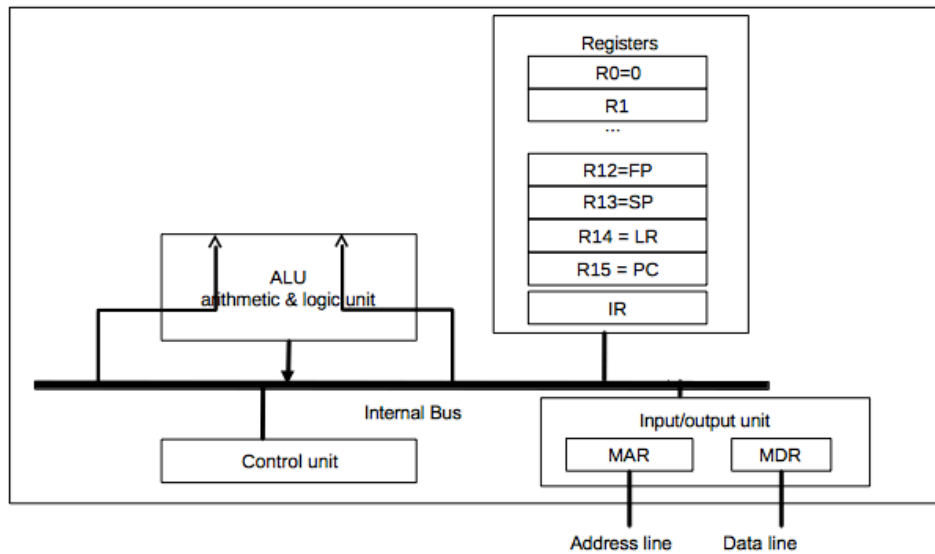 Registers
R0=0
R1
...
R12=FP
R13=SP
R14 = LR
R15 = PC
IR
ALU
arithmetic & logic unit
Internal Bus
Control unit
Input/output unit
MAR
MDR
Address line
Data line